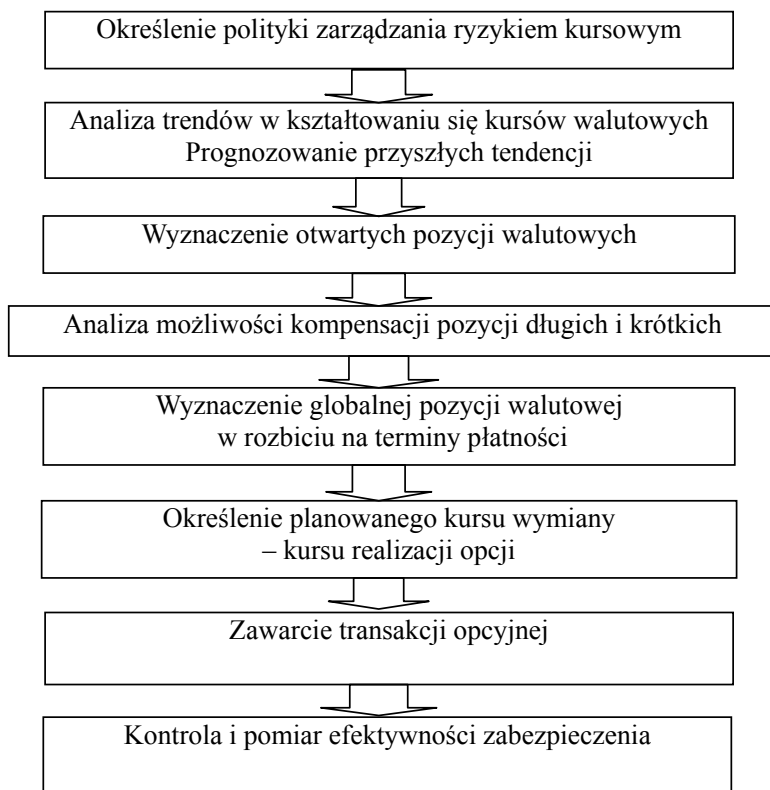 Określenie polityki zarządzania ryzykiem kursowym
Analiza trendów w kształtowaniu się kursów walutowych
Prognozowanie przyszłych tendencji
Wyznaczenie otwartych pozycji walutowych
Analiza możliwości kompensacji pozycji długich i krótkich
Wyznaczenie globalnej pozycji walutowej
w rozbiciu na terminy płatności
Określenie planowanego kursu wymiany
– kursu realizacji opcji
Zawarcie transakcji opcyjnej
Kontrola i pomiar efektywności zabezpieczenia